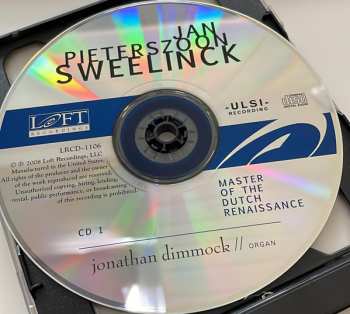 JAN
PIETERSZOON
SWEELINCK
LOFT
RECORDINGS
-ULSI-
RECORDING
LRCD-1106
© ℗ 2008 Loft Recordings, LLC
Manufactured in the United States.
All rights of the producer and the owner
of the work reproduced are reserved.
Unauthorized copying, hiring, lending,
rental, public performance, or broadcasting
of this recording is prohibited.
MASTER
OF THE
DUTCH
RENAISSANCE
CD 1
jonathan dimmock // ORGAN